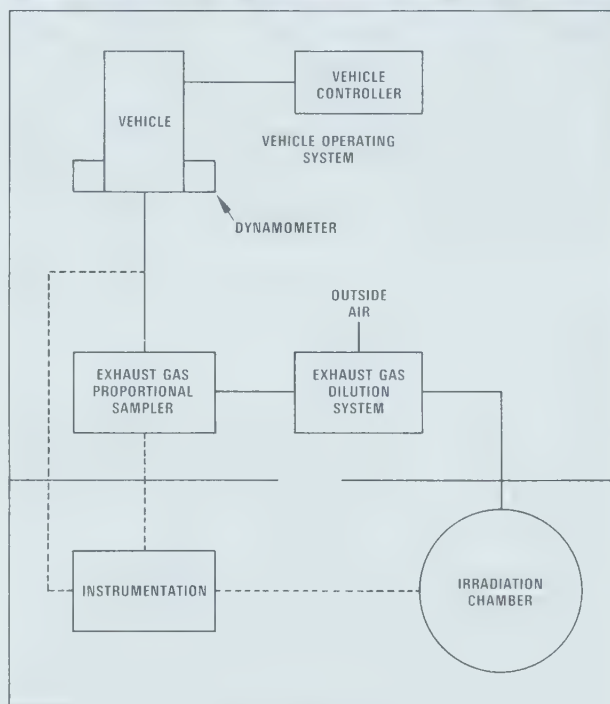 VEHICLE
VEHICLE
CONTROLLER
VEHICLE OPERATING
SYSTEM
DYNAMOMETER
OUTSIDE
AIR
EXHAUST GAS
PROPORTIONAL
SAMPLER
EXHAUST GAS
DILUTION
SYSTEM
INSTRUMENTATION
IRRADIATION
CHAMBER